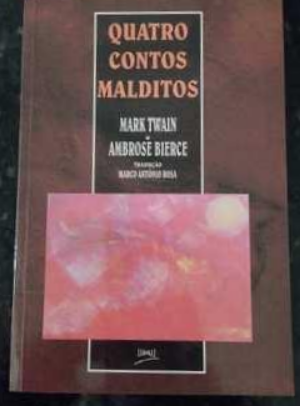 QUATRO
CONTOS
MALDITOS
MARK TWAIN
AMBROSE BIERCE
TRADUÇÃO
MARCO ANTÔNIO ROSA